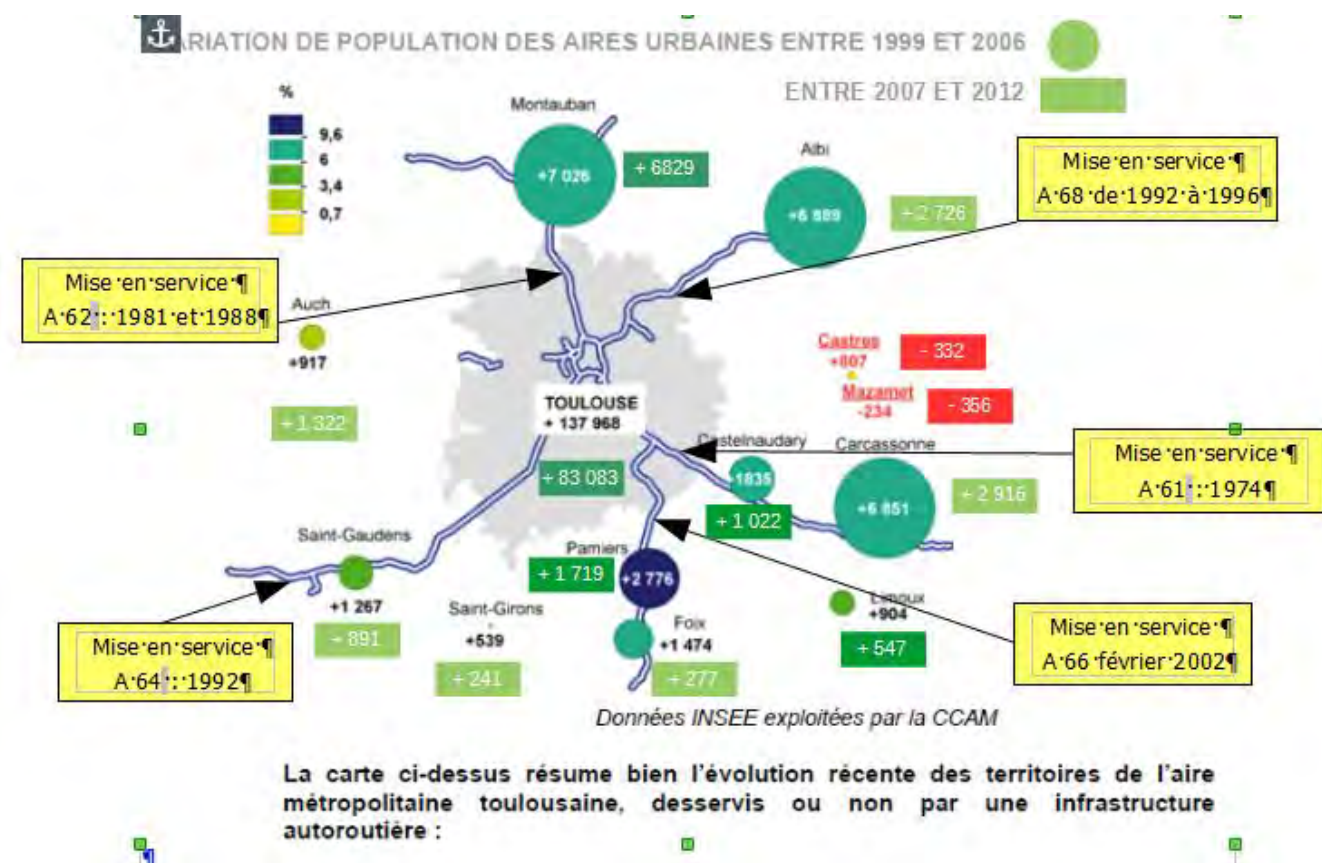 ARIATION DE POPULATION DES AIRES URBAINES ENTRE 1999 ET 2006
ENTRE 2007 ET 2012
%
9,6
6
3,4
0,7
Montauban
+7 026
+ 6829
Albi
+6 889
+ 2 726
Mise·en·service·¶
A·68·de·1992·à·1996¶
Mise·en·service·¶
A·62·:·1981·et·1988¶
Auch
+917
+ 1 322
Castres
+807
- 332
Mazamet
-234
- 356
TOULOUSE
+ 137 968
+ 83 083
Castelnaudary
+1835
+ 1 022
Carcassonne
+6 851
+ 2 916
Mise·en·service·¶
A·61·:·1974¶
Saint-Gaudens
+1 267
+ 891
Pamiers
+ 1 719
+2 776
Saint-Girons
+539
+ 241
Foix
+1 474
+ 277
Limoux
+904
+ 547
Mise·en·service·¶
A·64·:·1992¶
Mise·en·service·¶
A·66·février·2002¶
Données INSEE exploitées par la CCAM
La carte ci-dessus résume bien l'évolution récente des territoires de l'aire
métropolitaine toulousaine, desservis ou non par une infrastructure
autoroutière :
¶